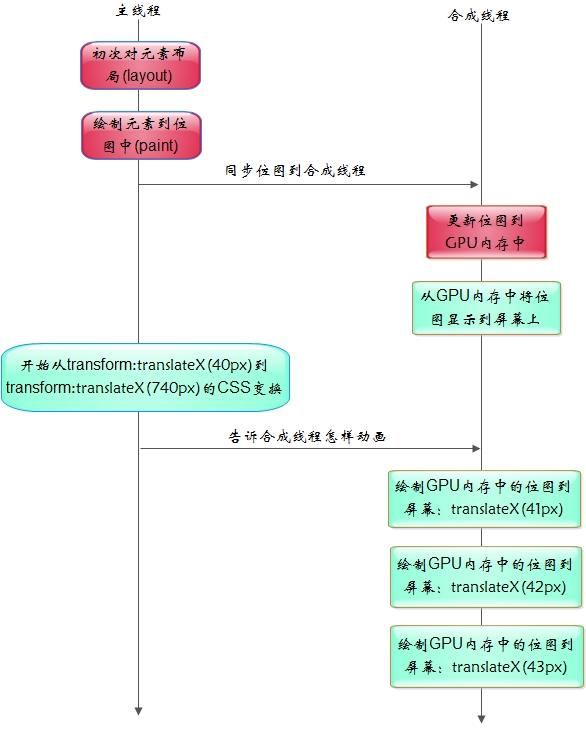 主线程
合成线程
初次对元素布
局(layout)
绘制元素到位
图中(paint)
同步位图到合成线程
更新位图到
GPU内存中
从GPU内存中将位
图显示到屏幕上
开始从transform:translateX(40px)到
transform:translateX(740px)的CSS变换
告诉合成线程怎样动画
绘制GPU内存中的位图到
屏幕：translateX(41px)
绘制GPU内存中的位图到
屏幕：translateX(42px)
绘制GPU内存中的位图到
屏幕：translateX(43px)